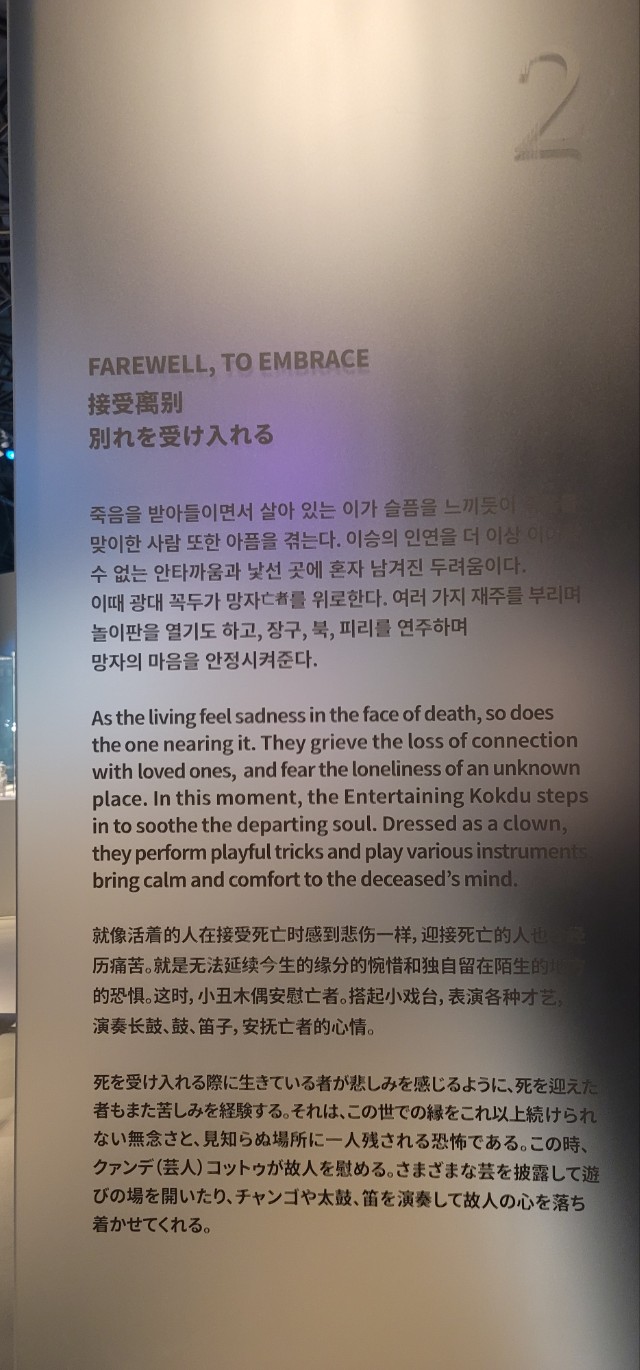 2
FAREWELL, TO EMBRACE
接受离别
別れを受け入れる
죽음을 받아들이면서 살아 있는 이가 슬픔을 느끼듯이
맞이한 사람 또한 아픔을 겪는다. 이승의 인연을 더 이상
수 없는 안타까움과 낯선 곳에 혼자 남겨진 두려움이다.
이때 광대 꼭두가 망자亡者를 위로한다. 여러 가지 재주를 부리며
놀이판을 열기도 하고, 장구, 북, 피리를 연주하며
망자의 마음을 안정시켜준다.
As the living feel sadness in the face of death, so does
the one nearing it. They grieve the loss of connection
with loved ones, and fear the loneliness of an unknown
place. In this moment, the Entertaining Kokdu steps
in to soothe the departing soul. Dressed as a clown,
they perform playful tricks and play various instruments
bring calm and comfort to the deceased's mind.
就像活着的人在接受死亡时感到悲伤一样, 迎接死亡的人也
历痛苦。就是无法延续今生的缘分的惋惜和独自留在陌生的
的恐惧。这时, 小丑木偶安慰亡者。搭起小戏台, 表演各种才艺,
演奏长鼓、鼓、笛子, 安抚亡者的心情。
死を受け入れる際に生きている者が悲しみを感じるように、死を迎えた
者もまた苦しみを経験する。それは、この世での縁をこれ以上続けられ
ない無念さと、見知らぬ場所に一人残される恐怖である。この時、
クァンデ(芸人)コットゥが故人を慰める。さまざまな芸を披露して遊
びの場を開いたり、チャンゴや太鼓、笛を演奏して故人の心を落ち
着かせてくれる。